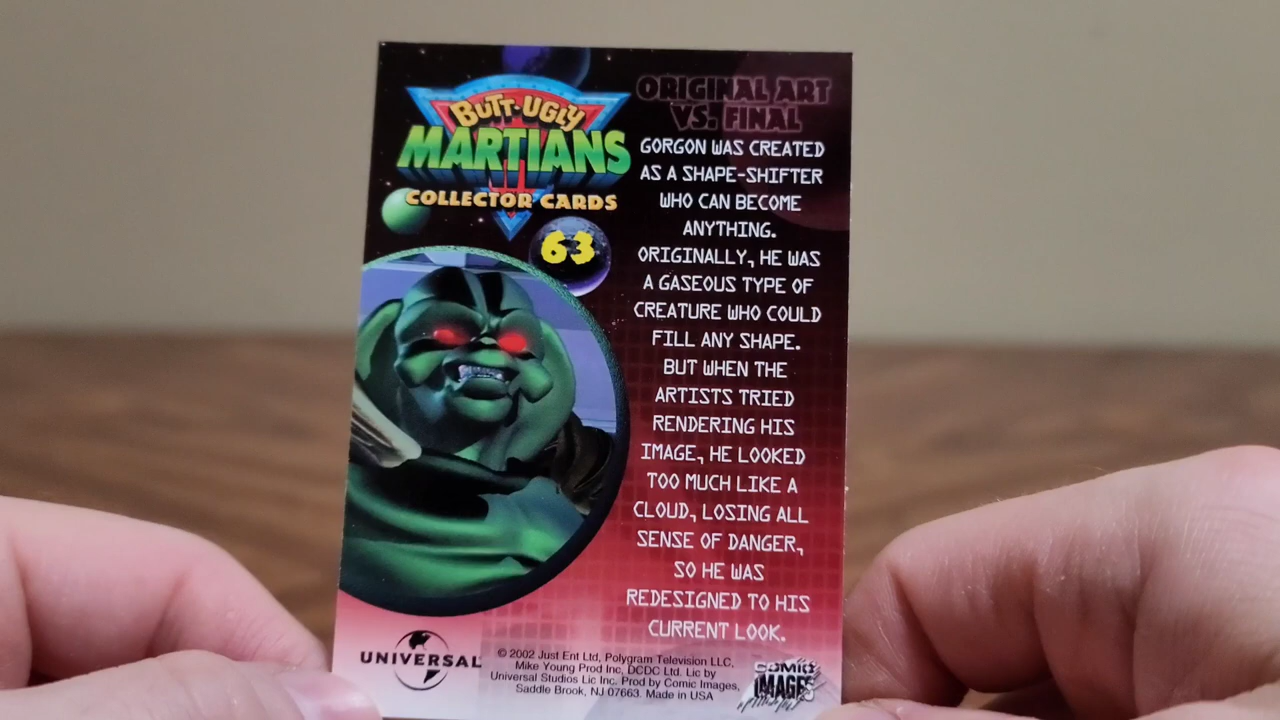 BUTT-UGLY
MARTIANS
COLLECTOR CARDS
63
ORIGINAL ART
VS. FINAL
GORGON WAS CREATED
AS A SHAPE-SHIFTER
WHO CAN BECOME
ANYTHING.
ORIGINALLY, HE WAS
A GASEOUS TYPE OF
CREATURE WHO COULD
FILL ANY SHAPE.
BUT WHEN THE
ARTISTS TRIED
RENDERING HIS
IMAGE, HE LOOKED
TOO MUCH LIKE A
CLOUD, LOSING ALL
SENSE OF DANGER,
SO HE WAS
REDESIGNED TO HIS
CURRENT LOOK.
UNIVERSAL
© 2002 Just Ent Ltd, Polygram Television LLC,
Mike Young Prod Inc, DCDC Ltd. Lic by
Universal Studios Lic Inc. Prod by Comic Images,
Saddle Brook, NJ 07663. Made in USA
COMIC
IMAGES